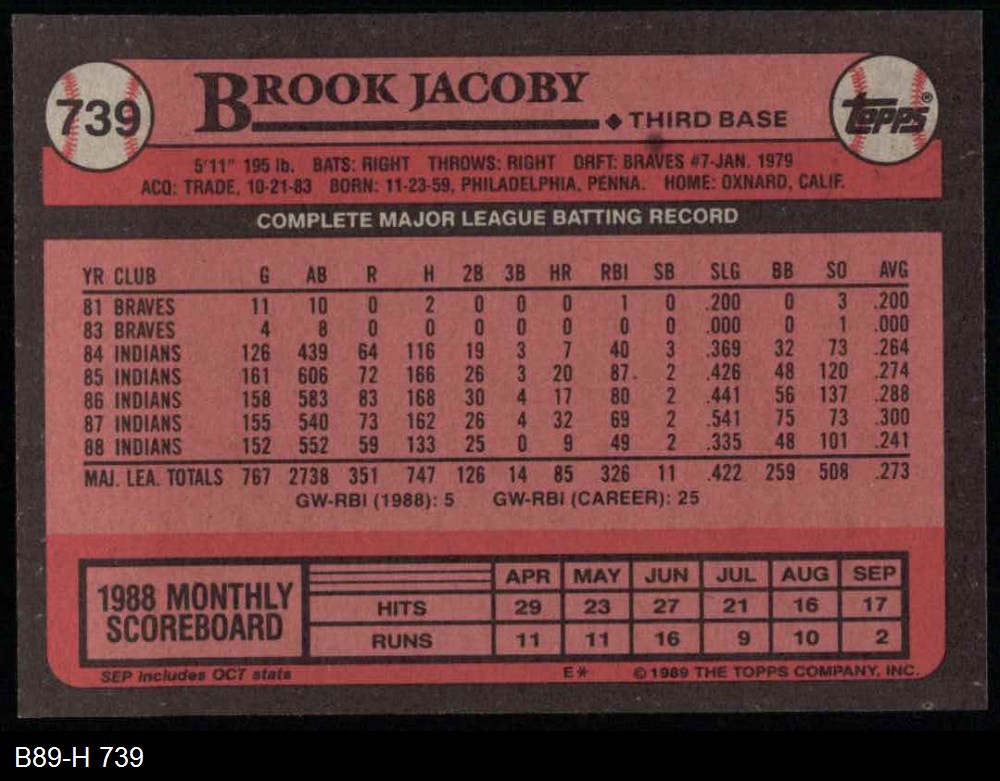 739
BROOK JACOBY
◆ THIRD BASE
TOPPS®
5'11" 195 lb. BATS: RIGHT THROWS: RIGHT DRFT: BRAVES #7-JAN. 1979
ACQ: TRADE, 10-21-83 BORN: 11-23-59, PHILADELPHIA, PENNA. HOME: OXNARD, CALIF.
COMPLETE MAJOR LEAGUE BATTING RECORD
YR CLUB G AB R H 2B 3B HR RBI SB SLG BB SO AVG
81 BRAVES 11 10 0 2 0 0 0 1 0 .200 0 3 .200
83 BRAVES 4 8 0 0 0 0 0 0 0 .000 0 1 .000
84 INDIANS 126 439 64 116 19 3 7 40 3 .369 32 73 .264
85 INDIANS 161 606 72 166 26 3 20 87 2 .426 48 120 .274
86 INDIANS 158 583 83 168 30 4 17 80 2 .441 56 137 .288
87 INDIANS 155 540 73 162 26 4 32 69 2 .541 75 73 .300
88 INDIANS 152 552 59 133 25 0 9 49 2 .335 48 101 .241
MAJ. LEA. TOTALS 767 2738 351 747 126 14 85 326 11 .422 259 508 .273
GW-RBI (1988): 5 GW-RBI (CAREER): 25
1988 MONTHLY SCOREBOARD
APR MAY JUN JUL AUG SEP
HITS 29 23 27 21 16 17
RUNS 11 11 16 9 10 2
SEP includes OCT stats E* © 1989 THE TOPPS COMPANY, INC.
B89-H 739